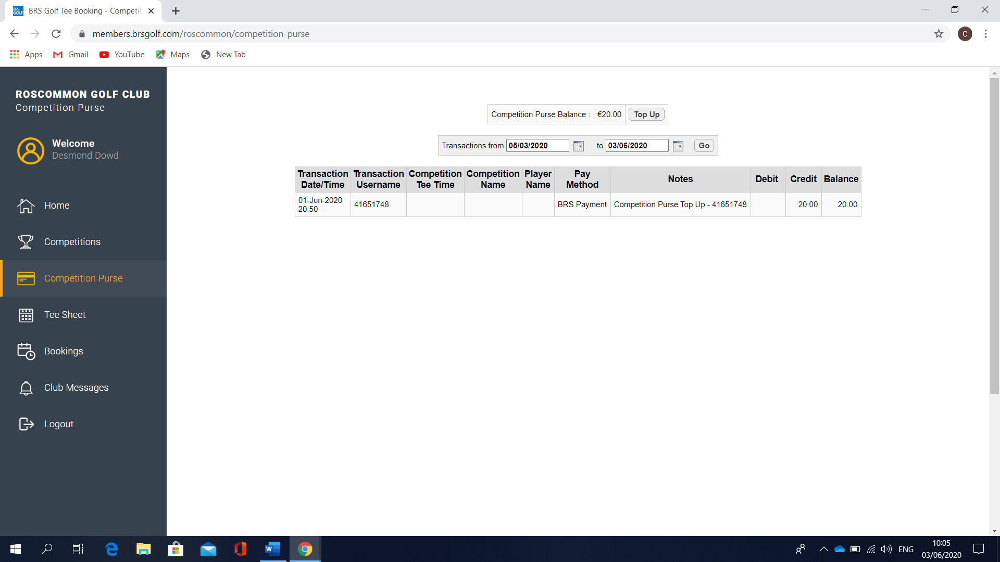 BRS Golf Tee Booking - Competit
members.brsgolf.com/roscommon/competition-purse
C
Apps Gmail YouTube Maps New Tab
ROSCOMMON GOLF CLUB
Competition Purse
Welcome
Desmond Dowd
Home
Competitions
Competition Purse
Tee Sheet
Bookings
Club Messages
Logout
Competition Purse Balance : €20.00 Top Up
Transactions from 05/03/2020 to 03/06/2020 Go
Transaction Date/Time Transaction Username Competition Tee Time Competition Name Player Name Pay Method Notes Debit Credit Balance
01-Jun-2020 20:50 41651748 BRS Payment Competition Purse Top Up - 41651748 20.00 20.00
ENG
10:05
03/06/2020